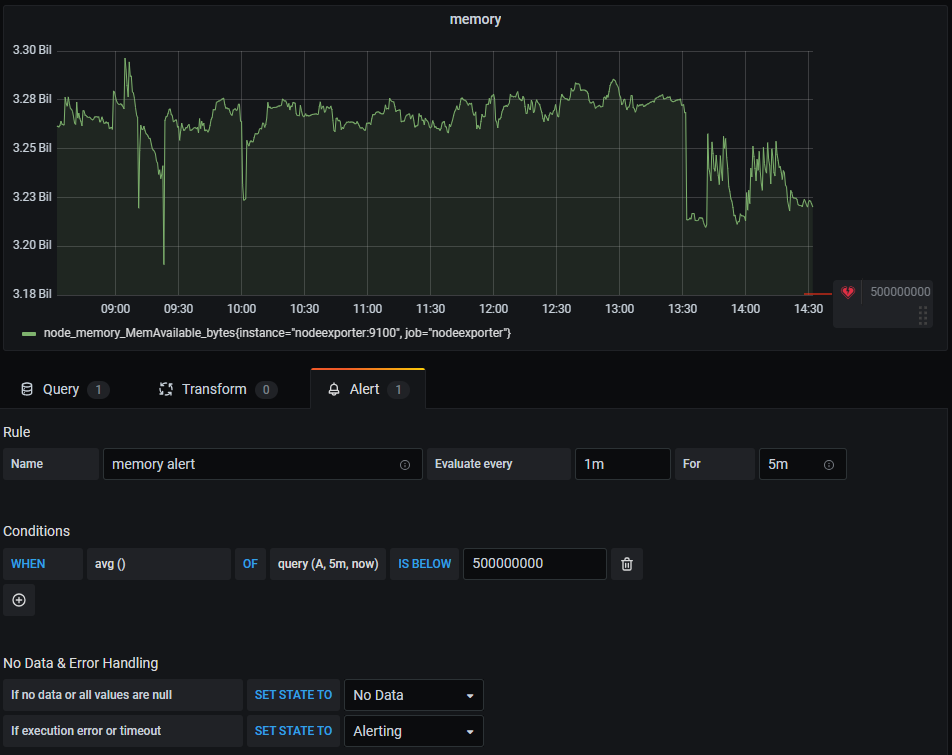 memory
3.30 Bil
3.28 Bil
3.25 Bil
3.23 Bil
3.20 Bil
3.18 Bil
09:00 09:30 10:00 10:30 11:00 11:30 12:00 12:30 13:00 13:30 14:00 14:30
500000000
node_memory_MemAvailable_bytes{instance="nodeexporter:9100", job="nodeexporter"}
Query 1 Transform 0 Alert 1
Rule
Name memory alert Evaluate every 1m For 5m
Conditions
WHEN avg () OF query (A, 5m, now) IS BELOW 500000000
No Data & Error Handling
If no data or all values are null SET STATE TO No Data
If execution error or timeout SET STATE TO Alerting